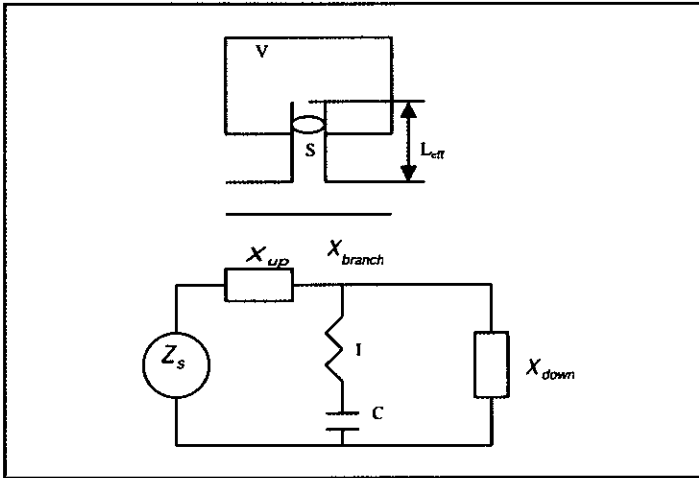 V
S
L_eff
X_up
X_branch
Z_s
I
C
X_down